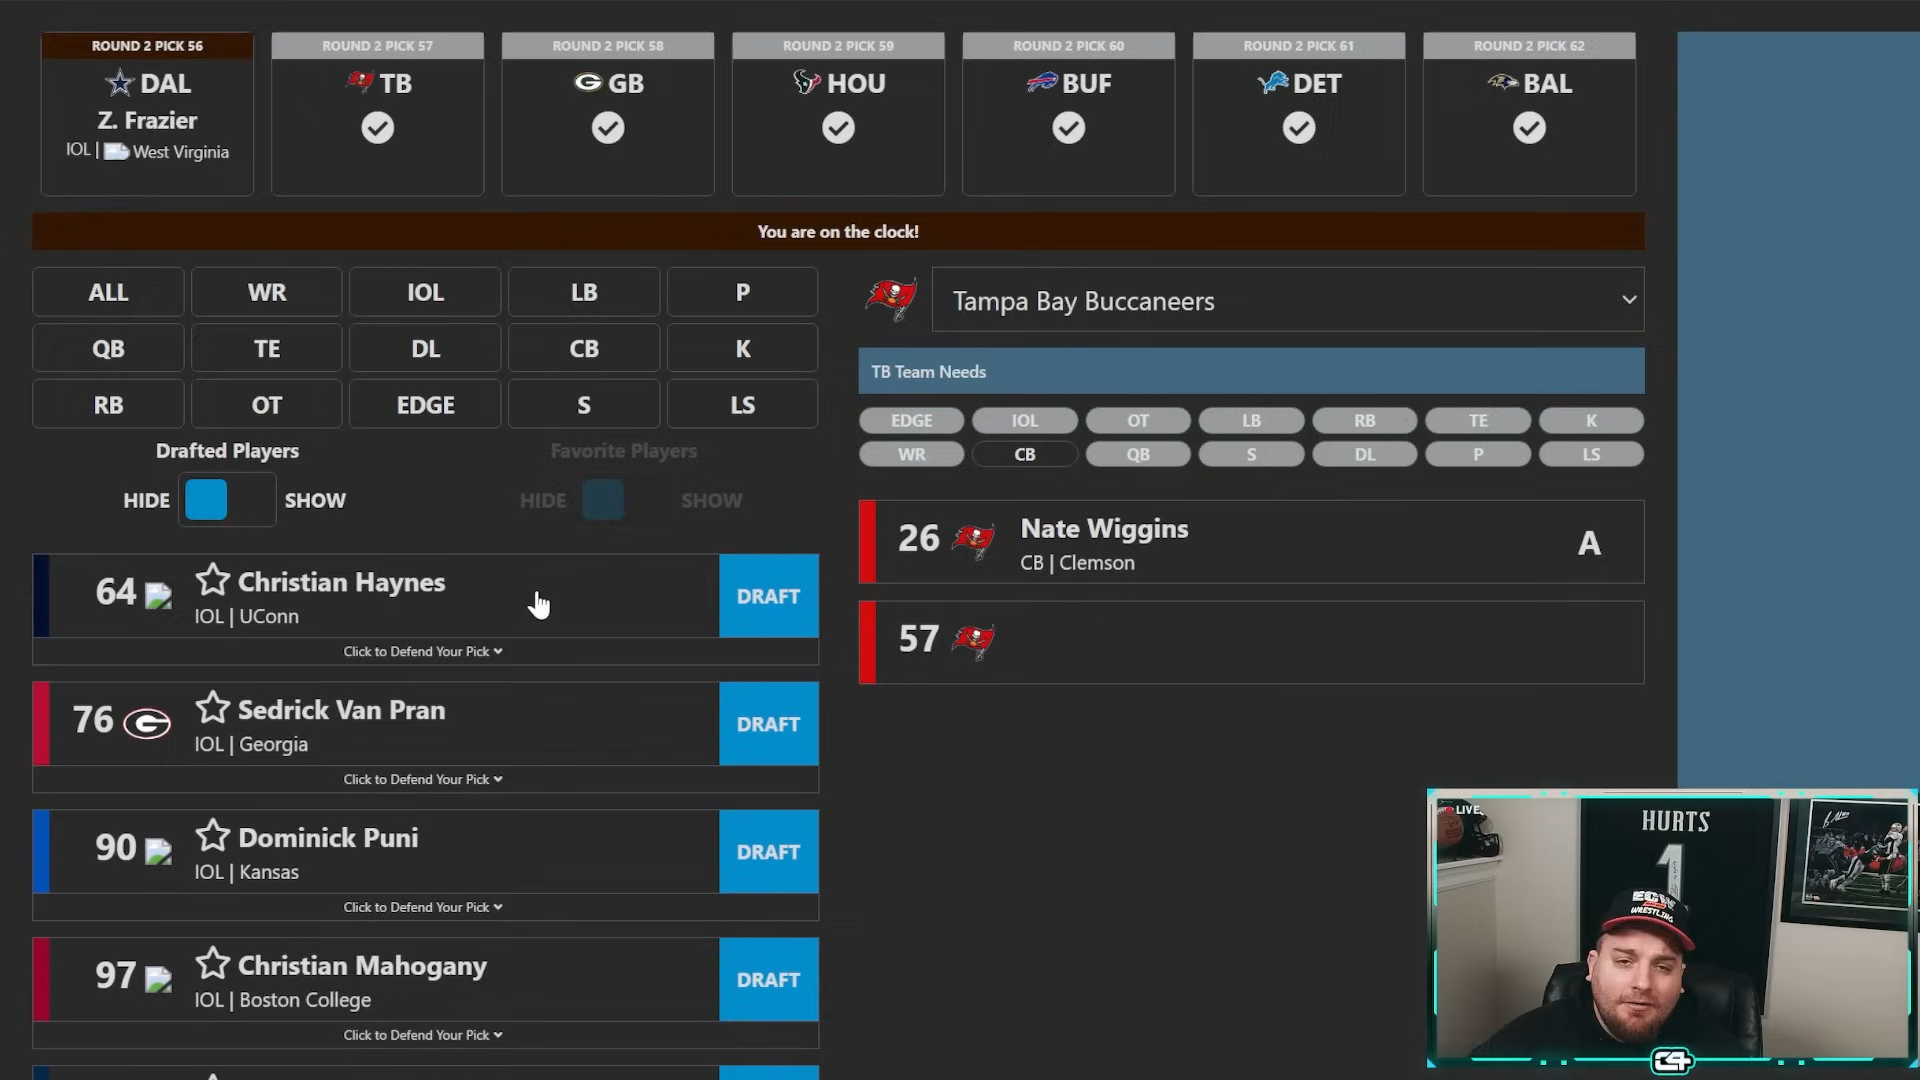 ROUND 2 PICK 56
DAL
Z. Frazier
IOL | West Virginia
ROUND 2 PICK 57
TB
ROUND 2 PICK 58
GB
ROUND 2 PICK 59
HOU
ROUND 2 PICK 60
BUF
ROUND 2 PICK 61
DET
ROUND 2 PICK 62
BAL
You are on the clock!
ALL WR IOL LB P
QB TE DL CB K
RB OT EDGE S LS
Drafted Players
HIDE SHOW
Favorite Players
HIDE SHOW
64 Christian Haynes
IOL | UConn
DRAFT
Click to Defend Your Pick
76 Sedrick Van Pran
IOL | Georgia
DRAFT
Click to Defend Your Pick
90 Dominick Puni
IOL | Kansas
DRAFT
Click to Defend Your Pick
97 Christian Mahogany
IOL | Boston College
DRAFT
Click to Defend Your Pick
Tampa Bay Buccaneers
TB Team Needs
EDGE IOL OT LB RB TE K
WR CB QB S DL P LS
26 Nate Wiggins
CB | Clemson
A
57
LIVE
HURTS
1
ECW
WRESTLING
C4